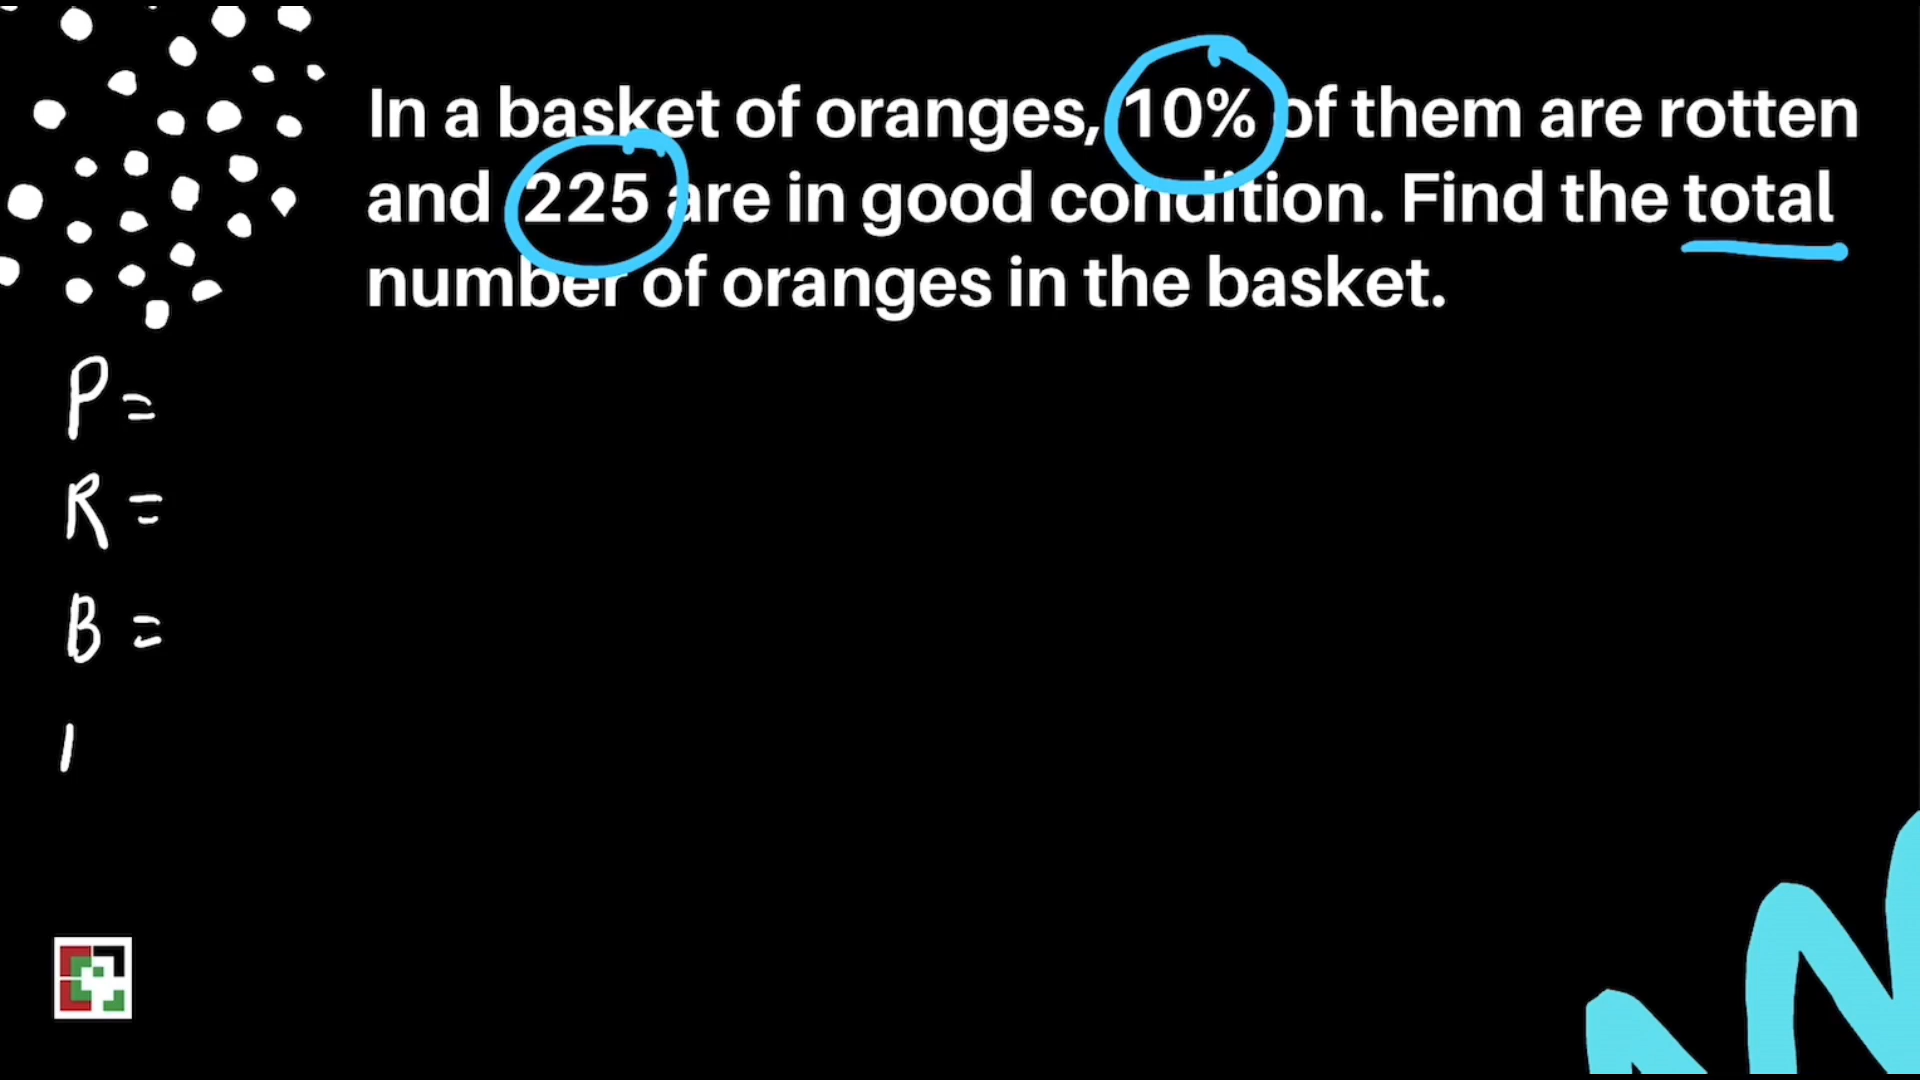 In a basket of oranges, 10% of them are rotten
and 225 are in good condition. Find the total
number of oranges in the basket.
P =
R =
B =